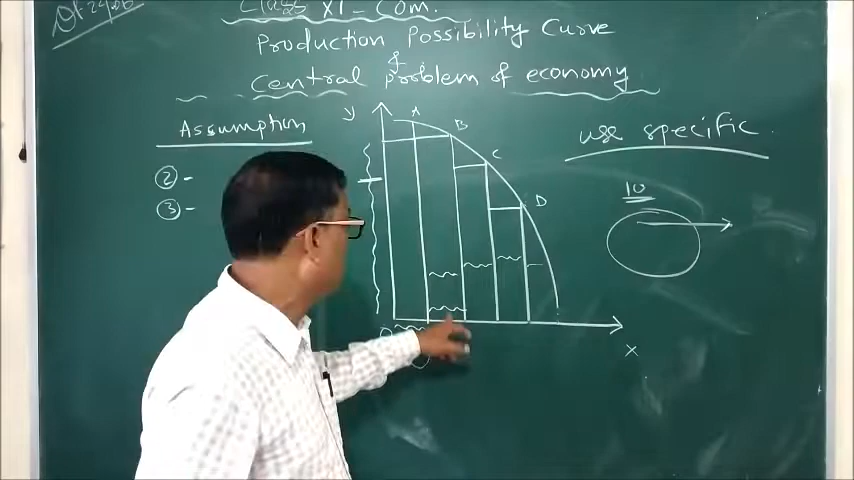 Class XI - Com.
Production Possibility Curve
&
Central problem of economy
Assumption
② -
③ -
y
A
B
C
D
O
x
use specific
10